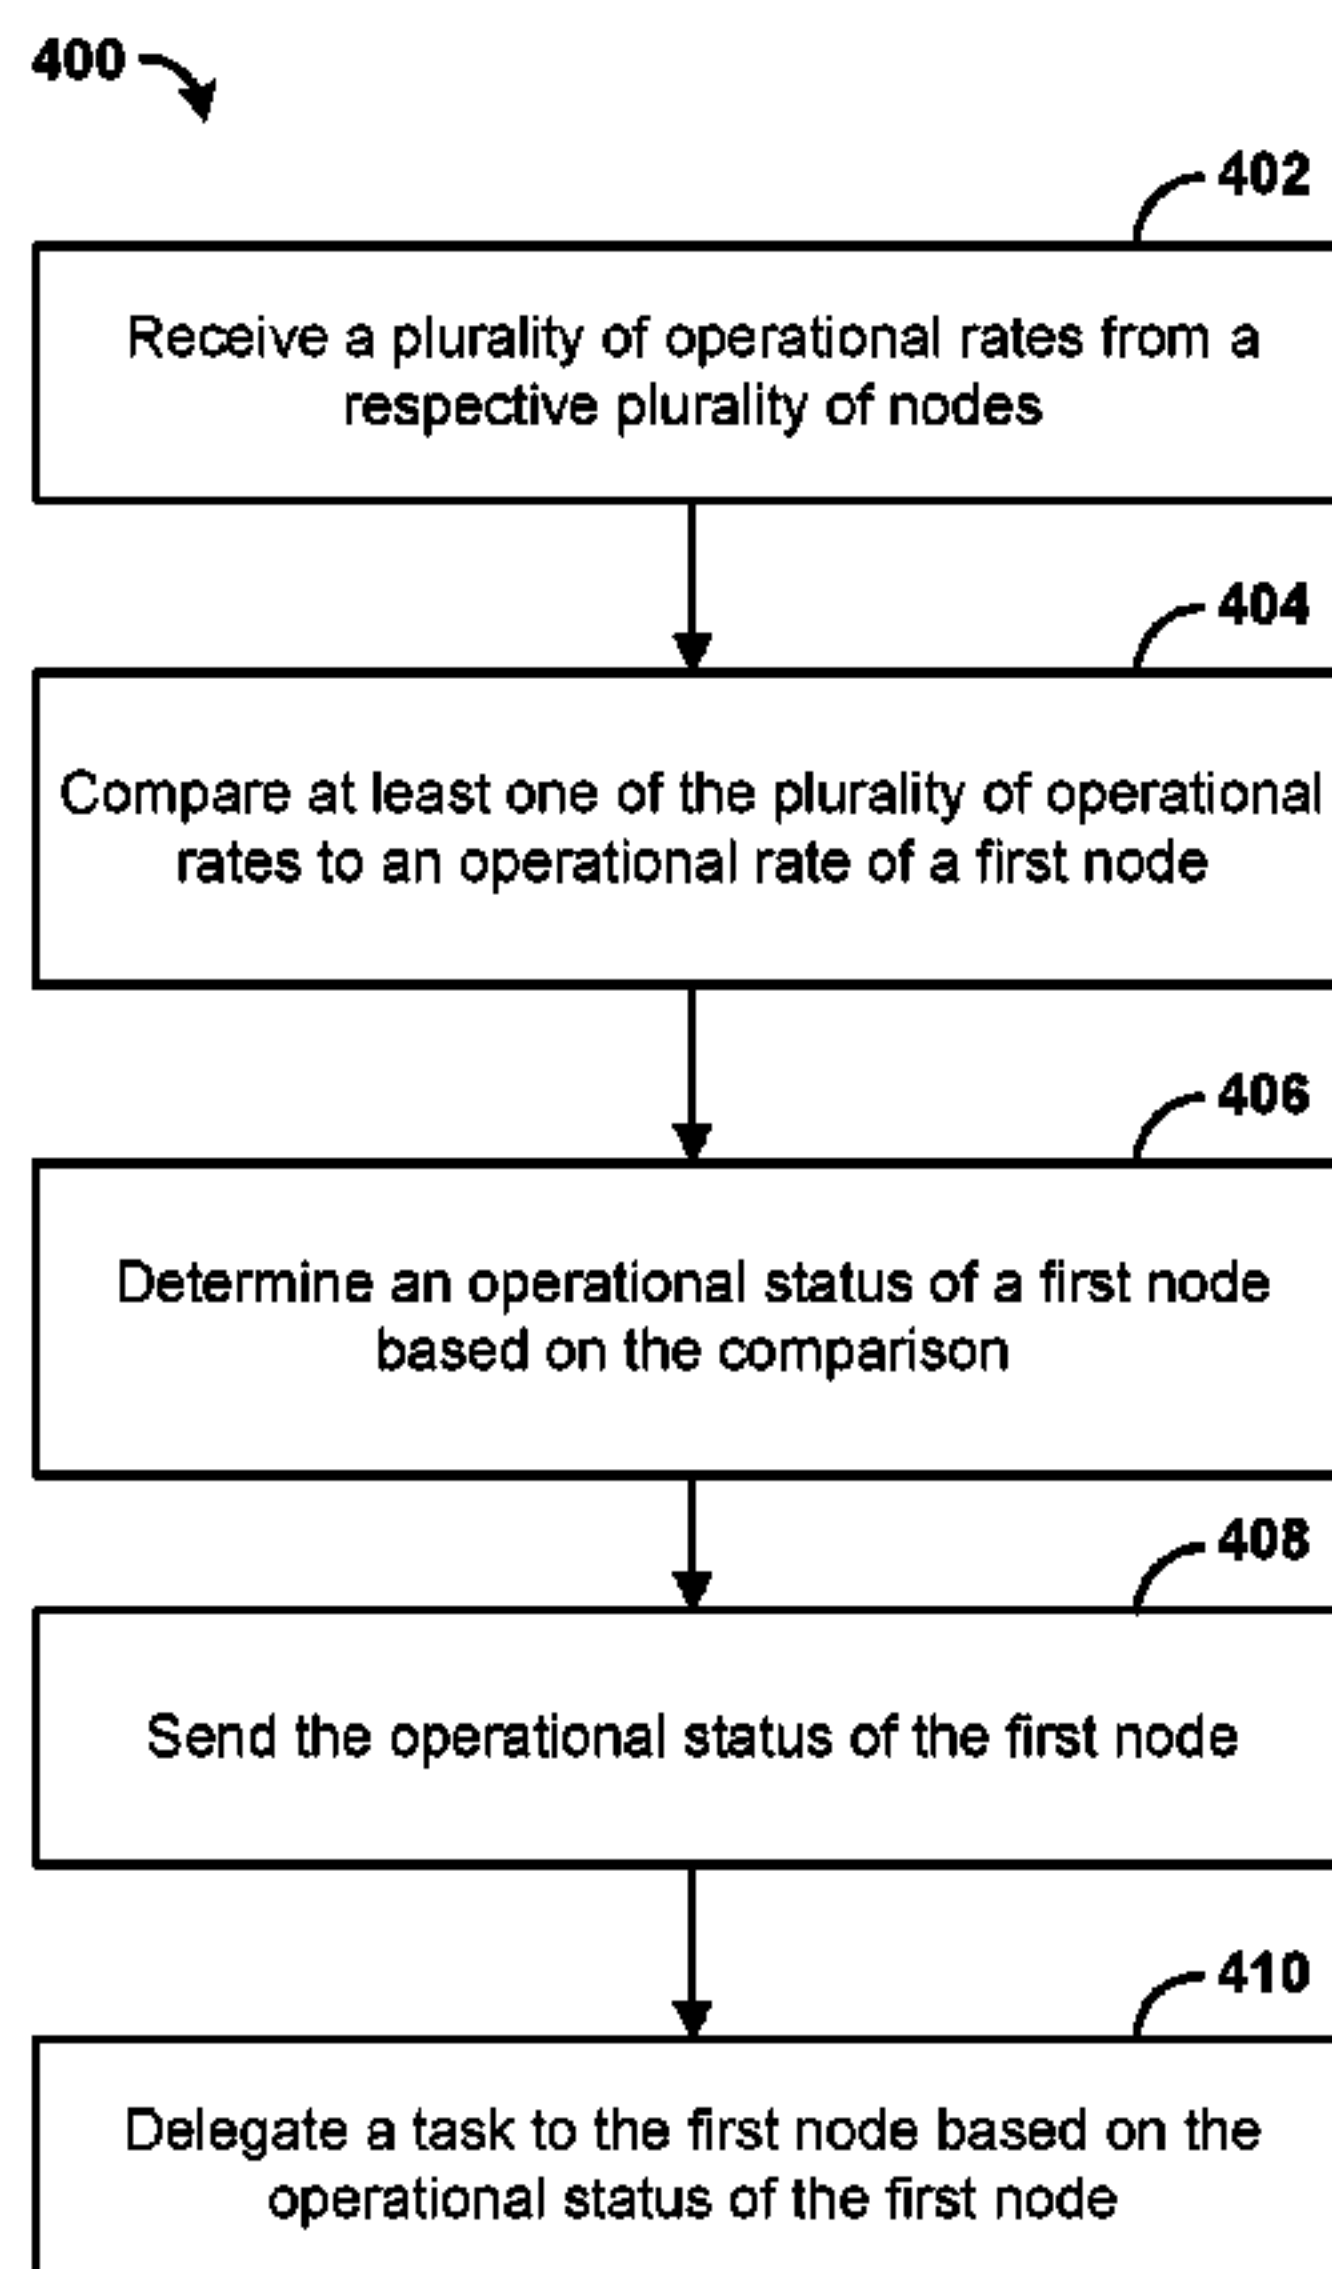 400
402
Receive a plurality of operational rates from a
respective plurality of nodes
404
Compare at least one of the plurality of operational
rates to an operational rate of a first node
406
Determine an operational status of a first node
based on the comparison
408
Send the operational status of the first node
410
Delegate a task to the first node based on the
operational status of the first node